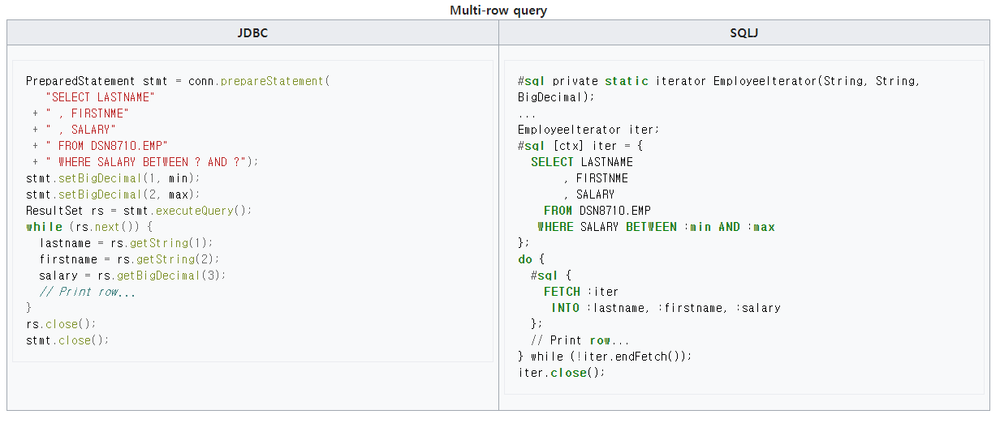 Multi-row query
JDBC
SQLJ
PreparedStatement stmt = conn.prepareStatement(
   "SELECT LASTNAME"
 + " , FIRSTNME"
 + " , SALARY"
 + " FROM DSN8710.EMP"
 + " WHERE SALARY BETWEEN ? AND ?");
stmt.setBigDecimal(1, min);
stmt.setBigDecimal(2, max);
ResultSet rs = stmt.executeQuery();
while (rs.next()) {
  lastname = rs.getString(1);
  firstname = rs.getString(2);
  salary = rs.getBigDecimal(3);
  // Print row...
}
rs.close();
stmt.close();
#sql private static iterator EmployeeIterator(String, String,
BigDecimal);
...
EmployeeIterator iter;
#sql [ctx] iter = {
  SELECT LASTNAME
       , FIRSTNME
       , SALARY
    FROM DSN8710.EMP
   WHERE SALARY BETWEEN :min AND :max
};
do {
  #sql {
    FETCH :iter
     INTO :lastname, :firstname, :salary
  };
  // Print row...
} while (!iter.endFetch());
iter.close();